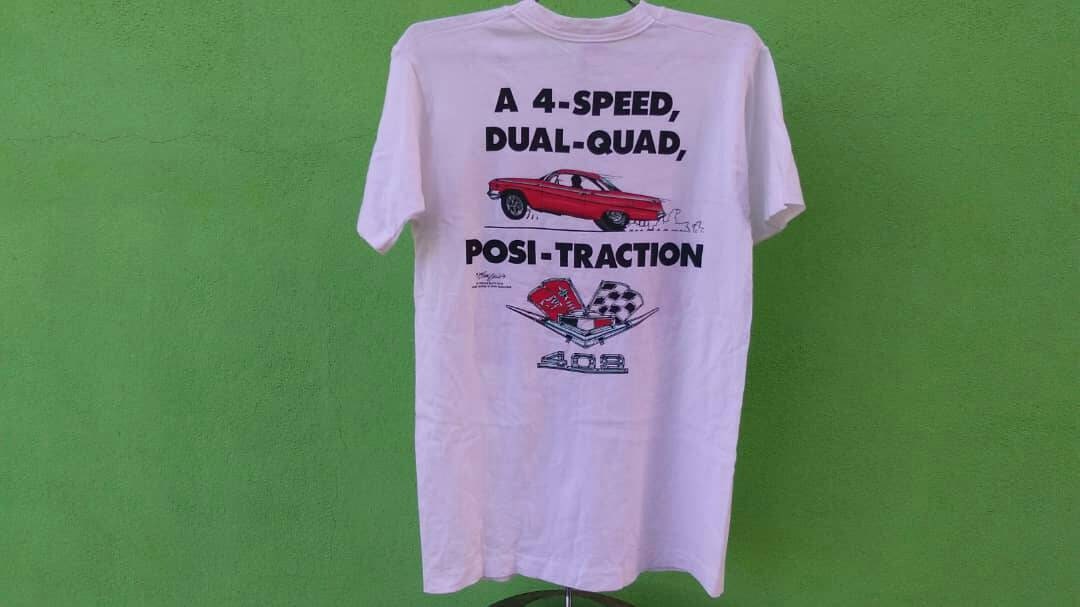 A 4-SPEED,
DUAL-QUAD,
POSI-TRACTION
409